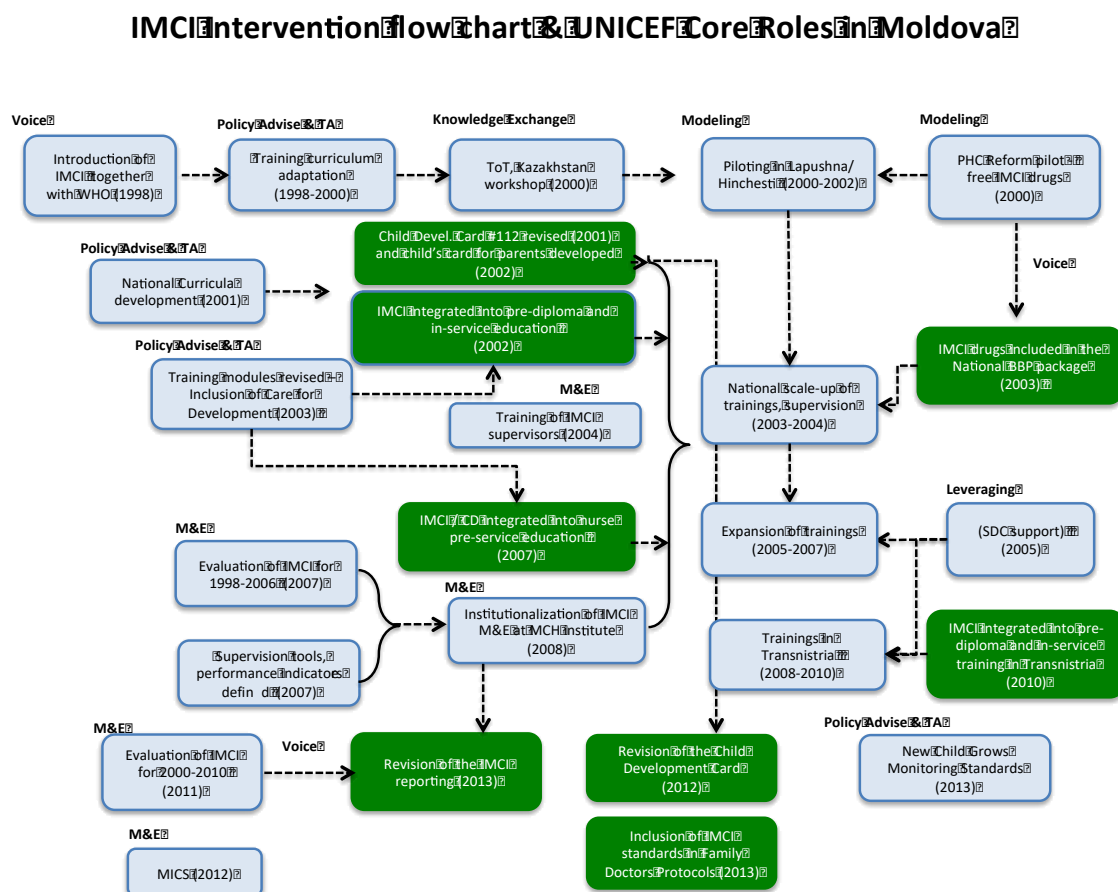 IMCI Intervention flow chart & UNICEF Core Roles in Moldova
Voice
Introduction of
IMCI together
with WHO (1998)
Policy Advise & TA
Training curriculum
adaptation
(1998-2000)
Knowledge Exchange
ToT, Kazakhstan
workshop (2000)
Modeling
Piloting in Lapushna/
Hinchesti (2000-2002)
Modeling
PHC Reform pilot –
free IMCI drugs
(2000)
Child Devel. Card #112 revised (2001)
and child's card for parents developed
(2002)
Policy Advise & TA
National Curricula
development (2001)
Voice
IMCI Integrated into pre-diploma and
in-service education
(2002)
IMCI drugs included in the
National BBP package
(2003)
Policy Advise & TA
Training modules revised –
Inclusion of Care for
Development (2003)
M&E
Training of IMCI
supervisors (2004)
National scale-up of
trainings, supervision
(2003-2004)
IMCI / CD integrated into nurse
pre-service education
(2007)
Expansion of trainings
(2005-2007)
Leveraging
(SDC support)
(2005)
M&E
Evaluation of IMCI for
1998-2006 (2007)
M&E
Institutionalization of IMCI
M&E at MCH Institute
(2008)
Supervision tools,
performance indicators
defin d (2007)
Trainings in
Transnistria
(2008-2010)
IMCI integrated into pre-
diploma and in-service
training in Transnistria
(2010)
M&E
Evaluation of IMCI
for 2000-2010
(2011)
Voice
Revision of the IMCI
reporting (2013)
Revision of the Child
Development Card
(2012)
Policy Advise & TA
New Child Grows
Monitoring Standards
(2013)
M&E
MICS (2012)
Inclusion of IMCI
standards in Family
Doctors Protocols (2013)